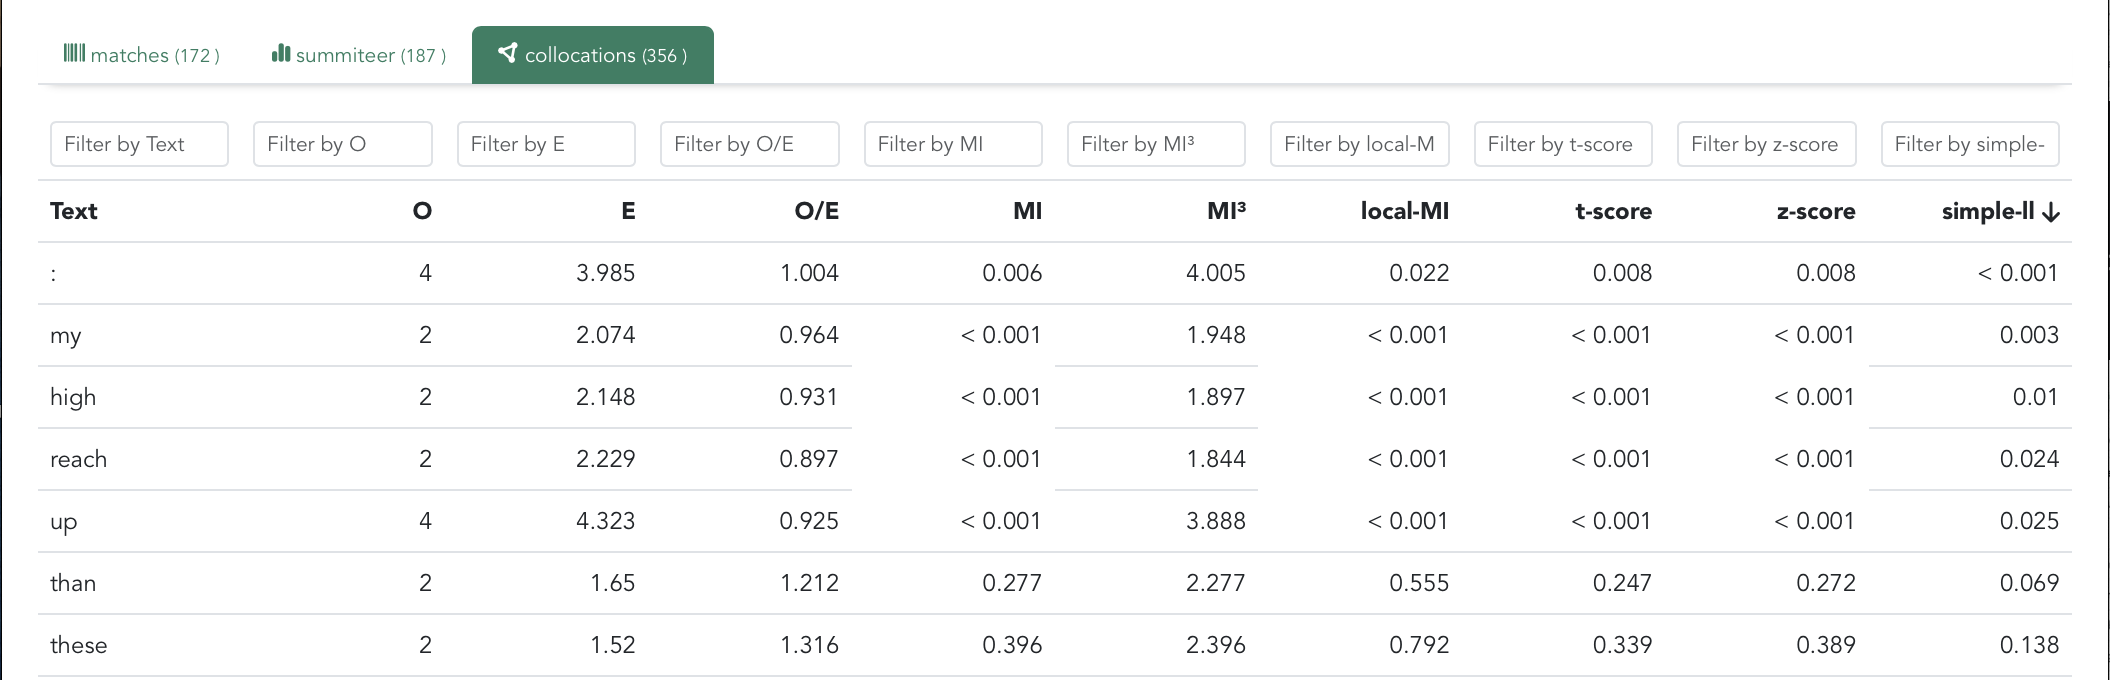 matches (172 ) summiteer (187 ) collocations (356 )
Filter by Text Filter by O Filter by E Filter by O/E Filter by MI Filter by MI³ Filter by local-M Filter by t-score Filter by z-score Filter by simple-
Text O E O/E MI MI³ local-MI t-score z-score simple-ll ↓
: 4 3.985 1.004 0.006 4.005 0.022 0.008 0.008 < 0.001
my 2 2.074 0.964 < 0.001 1.948 < 0.001 < 0.001 < 0.001 0.003
high 2 2.148 0.931 < 0.001 1.897 < 0.001 < 0.001 < 0.001 0.01
reach 2 2.229 0.897 < 0.001 1.844 < 0.001 < 0.001 < 0.001 0.024
up 4 4.323 0.925 < 0.001 3.888 < 0.001 < 0.001 < 0.001 0.025
than 2 1.65 1.212 0.277 2.277 0.555 0.247 0.272 0.069
these 2 1.52 1.316 0.396 2.396 0.792 0.339 0.389 0.138